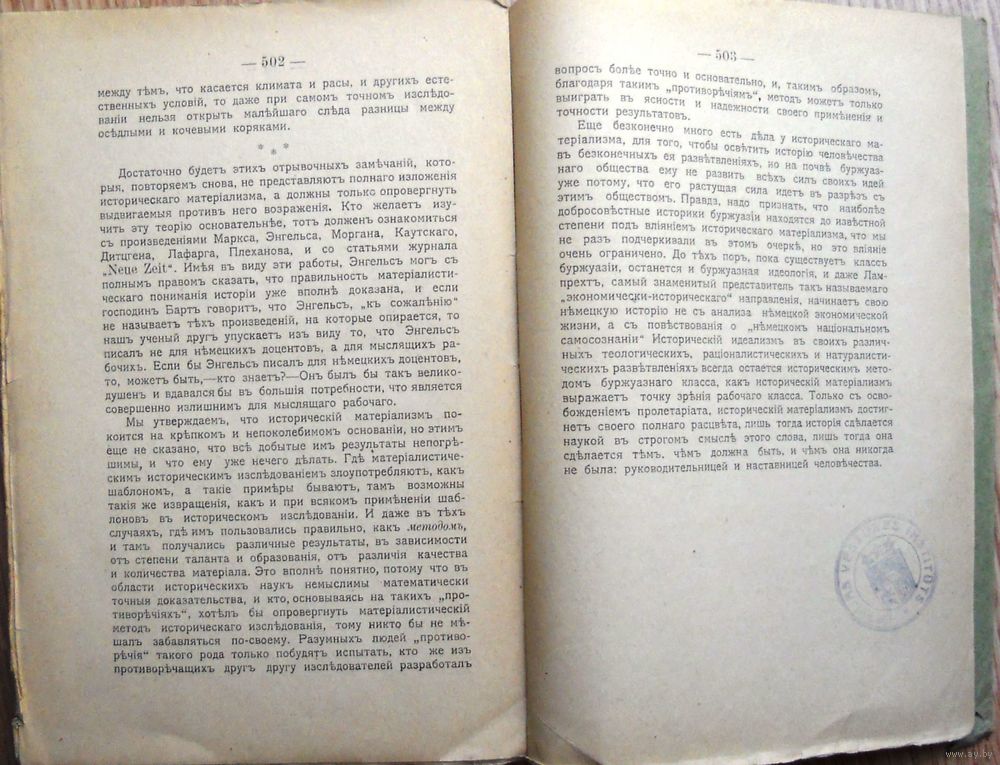 — 502 —
между тѣмъ, что касается климата и расы, и другихъ есте-
ственныхъ условій, то даже при самомъ точномъ изслѣдо-
ваніи нельзя открыть малѣйшаго слѣда разницы между
осѣдлыми и кочевыми коряками.
* * *
Достаточно будетъ этихъ отрывочныхъ замѣчаній, кото-
рыя, повторяемъ снова, не представляютъ полнаго изложенія
историческаго матеріализма, а должны только опровергнуть
выдвигаемыя противъ него возраженія. Кто желаетъ изу-
чить эту теорію основательнѣе, тотъ долженъ ознакомиться
съ произведеніями Маркса, Энгельса, Моргана, Каутскаго,
Дитцгена, Лафарга, Плеханова, и со статьями журнала
„Neue Zeit“. Имѣя въ виду эти работы, Энгельсъ могъ съ
полнымъ правомъ сказать, что правильность матеріалисти-
ческаго пониманія исторіи уже вполнѣ доказана, и если
господинъ Бартъ говоритъ, что Энгельсъ, „къ сожалѣнію“
не называетъ тѣхъ произведеній, на которые опирается, то
нашъ ученый другъ упускаетъ изъ виду то, что Энгельсъ
писалъ не для нѣмецкихъ доцентовъ, а для мыслящихъ ра-
бочихъ. Если бы Энгельсъ писалъ для нѣмецкихъ доцентовъ,
то, можетъ быть,—кто знаетъ?—Онъ былъ бы такъ велико-
душенъ и вдавался бы въ большія потребности, что является
совершенно излишнимъ для мыслящаго рабочаго.
Мы утверждаемъ, что историческій матеріализмъ по-
коится на крѣпкомъ и непоколебимомъ основаніи, но этимъ
еще не сказано, что всѣ добытые имъ результаты непогрѣ-
шимы, и что ему уже нечего дѣлать. Гдѣ матеріалистиче-
скимъ историческимъ изслѣдованіемъ злоупотребляютъ, какъ
шаблономъ, а такіе примѣры бываютъ, тамъ возможны
такія же извращенія, какъ и при всякомъ примѣненіи шаб-
лоновъ въ историческомъ изслѣдованіи. И даже въ тѣхъ
случаяхъ, гдѣ имъ пользовались правильно, какъ методомъ,
и тамъ получались различные результаты, въ зависимости
отъ степени таланта и образованія, отъ различія качества
и количества матеріала. Это вполнѣ понятно, потому что въ
области историческихъ наукъ немыслимы математически
точныя доказательства, и кто, основываясь на такихъ „про-
тиворѣчіяхъ“, хотѣлъ бы опровергнуть матеріалистическій
методъ историческаго изслѣдованія, тому никто бы не мѣ-
шалъ забавляться по-своему. Разумныхъ людей „противо-
рѣчія“ такого рода только побудятъ испытать, кто же изъ
противорѣчащихъ другъ другу изслѣдователей разработалъ
— 503 —
вопросъ болѣе точно и основательно, и, такимъ образомъ,
благодаря такимъ „противорѣчіямъ“, методъ можетъ только
выиграть въ ясности и надежности своего примѣненія и
точности результатовъ.
Еще безконечно много есть дѣла у историческаго ма-
теріализма, для того, чтобы освѣтить исторію человѣчества
въ безконечныхъ ея развѣтвленіяхъ, но на почвѣ буржуаз-
наго общества ему не развить всѣхъ силъ своихъ идей
уже потому, что его растущая сила идетъ въ разрѣзъ съ
этимъ обществомъ. Правда, надо признать, что наиболѣе
добросовѣстные историки буржуазіи находятся до извѣстной
степени подъ вліяніемъ историческаго матеріализма, что мы
не разъ подчеркивали въ этомъ очеркѣ, но это вліяніе
очень ограничено. До тѣхъ поръ, пока существуетъ классъ
буржуазіи, останется и буржуазная идеологія, и даже Лам-
прехтъ, самый знаменитый представитель такъ называемаго
„экономически-историческаго“ направленія, начинаетъ свою
нѣмецкую исторію не съ анализа нѣмецкой экономической
жизни, а съ повѣствованія о „нѣмецкомъ національномъ
самосознаніи“ Историческій идеализмъ въ своихъ различ-
ныхъ теологическихъ, раціоналистическихъ и натуралисти-
ческихъ развѣтвленіяхъ всегда остается историческимъ мето-
домъ буржуазнаго класса, какъ историческій матеріализмъ
выражаетъ точку зрѣнія рабочаго класса. Только съ осво-
божденіемъ пролетаріата, историческій матеріализмъ достиг-
нетъ своего полнаго расцвѣта, лишь тогда исторія сдѣлается
наукой въ строгомъ смыслѣ этого слова, лишь тогда она
сдѣлается тѣмъ. чѣмъ должна быть, и чѣмъ она никогда
не была: руководительницей и наставницей человѣчества.
www.ay.by